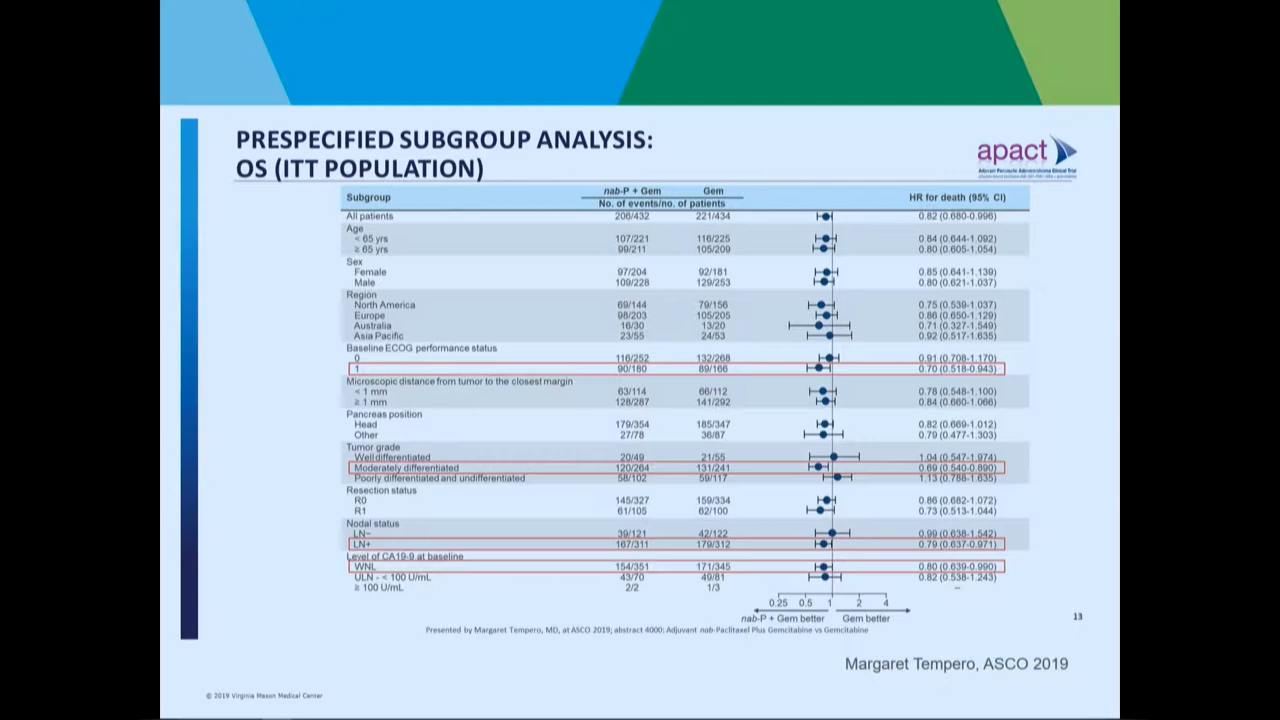 PRESPECIFIED SUBGROUP ANALYSIS:
OS (ITT POPULATION)
apact
Subgroup nab-P + Gem Gem HR for death (95% CI)
No. of events/no. of patients
All patients 206/432 221/434 0.82 (0.680-0.996)
Age
< 65 yrs 107/221 116/225 0.84 (0.644-1.092)
≥ 65 yrs 99/211 105/209 0.80 (0.605-1.054)
Sex
Female 97/204 92/181 0.85 (0.641-1.139)
Male 109/228 129/253 0.80 (0.621-1.037)
Region
North America 69/144 79/156 0.75 (0.539-1.037)
Europe 98/203 105/205 0.86 (0.650-1.129)
Australia 16/30 13/20 0.71 (0.327-1.549)
Asia Pacific 23/55 24/53 0.92 (0.517-1.635)
Baseline ECOG performance status
0 116/252 132/268 0.91 (0.708-1.170)
1 90/180 89/166 0.70 (0.518-0.943)
Microscopic distance from tumor to the closest margin
< 1 mm 63/114 66/112 0.78 (0.548-1.100)
≥ 1 mm 128/287 141/292 0.84 (0.660-1.066)
Pancreas position
Head 179/354 185/347 0.82 (0.669-1.012)
Other 27/78 36/87 0.79 (0.477-1.303)
Tumor grade
Well differentiated 20/49 21/55 1.04 (0.547-1.974)
Moderately differentiated 120/264 131/241 0.69 (0.540-0.890)
Poorly differentiated and undifferentiated 58/102 59/117 1.13 (0.786-1.635)
Resection status
R0 145/327 159/334 0.86 (0.682-1.072)
R1 61/105 62/100 0.73 (0.513-1.044)
Nodal status
LN− 39/121 42/122 0.99 (0.638-1.542)
LN+ 167/311 179/312 0.79 (0.637-0.971)
Level of CA19-9 at baseline
WNL 154/351 171/345 0.80 (0.639-0.990)
ULN - < 100 U/mL 43/70 49/81 0.82 (0.538-1.243)
≥ 100 U/mL 2/2 1/3 –
0.25 0.5 1 2 4
nab-P + Gem better Gem better
13
Presented by Margaret Tempero, MD, at ASCO 2019; abstract 4000; Adjuvant nab-Paclitaxel Plus Gemcitabine vs Gemcitabine
Margaret Tempero, ASCO 2019
© 2019 Virginia Mason Medical Center